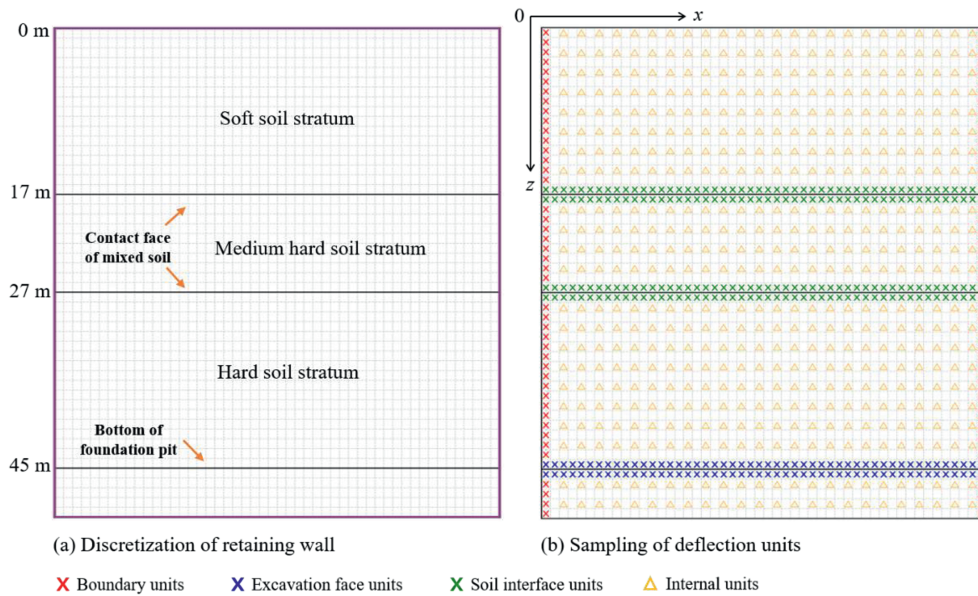 0 m
Soft soil stratum
17 m
Contact face
of mixed soil
Medium hard soil stratum
27 m
Hard soil stratum
Bottom of
foundation pit
45 m
(a) Discretization of retaining wall
0
x
z
(b) Sampling of deflection units
X Boundary units
X Excavation face units
X Soil interface units
△ Internal units